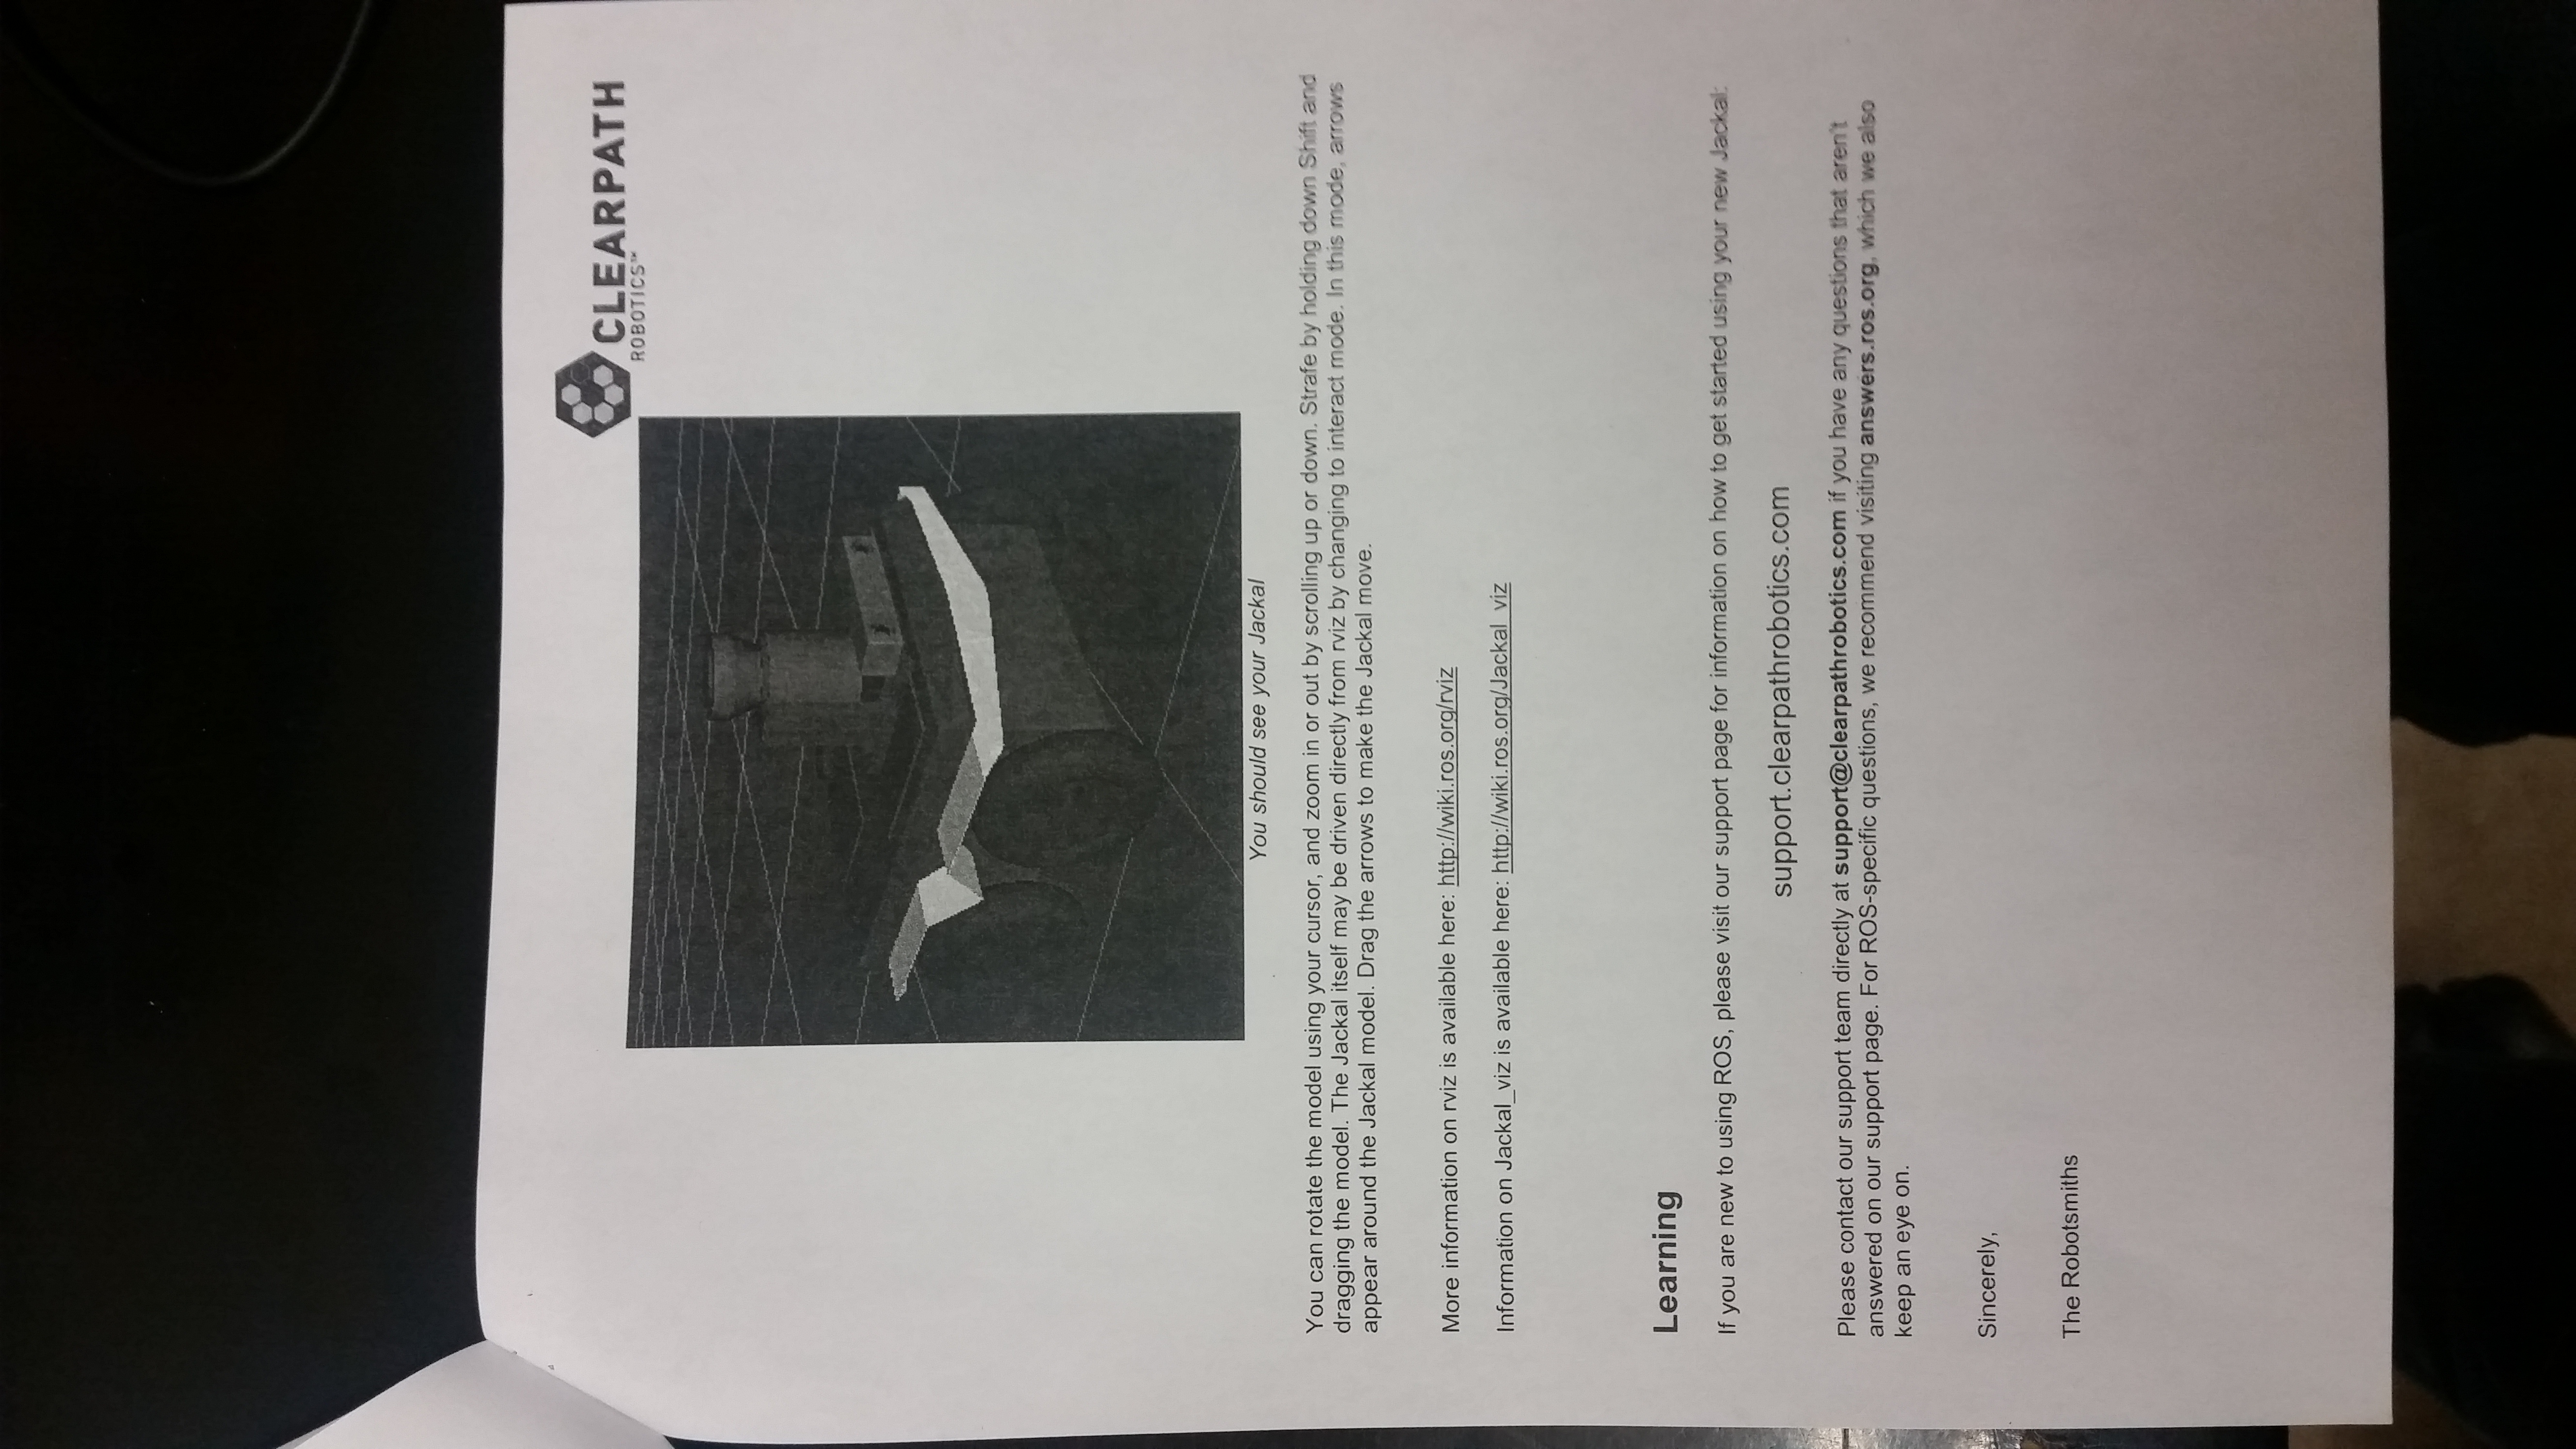 CLEARPATH
ROBOTICS™
You should see your Jackal
You can rotate the model using your cursor, and zoom in or out by scrolling up or down. Strafe by holding down Shift and
dragging the model. The Jackal itself may be driven directly from rviz by changing to interact mode. In this mode, arrows
appear around the Jackal model. Drag the arrows to make the Jackal move.
More information on rviz is available here: http://wiki.ros.org/rviz
Information on Jackal_viz is available here: http://wiki.ros.org/Jackal_viz
Learning
If you are new to using ROS, please visit our support page for information on how to get started using your new Jackal:
support.clearpathrobotics.com
Please contact our support team directly at support@clearpathrobotics.com if you have any questions that aren't
answered on our support page. For ROS-specific questions, we recommend visiting answers.ros.org, which we also
keep an eye on.
Sincerely,
The Robotsmiths